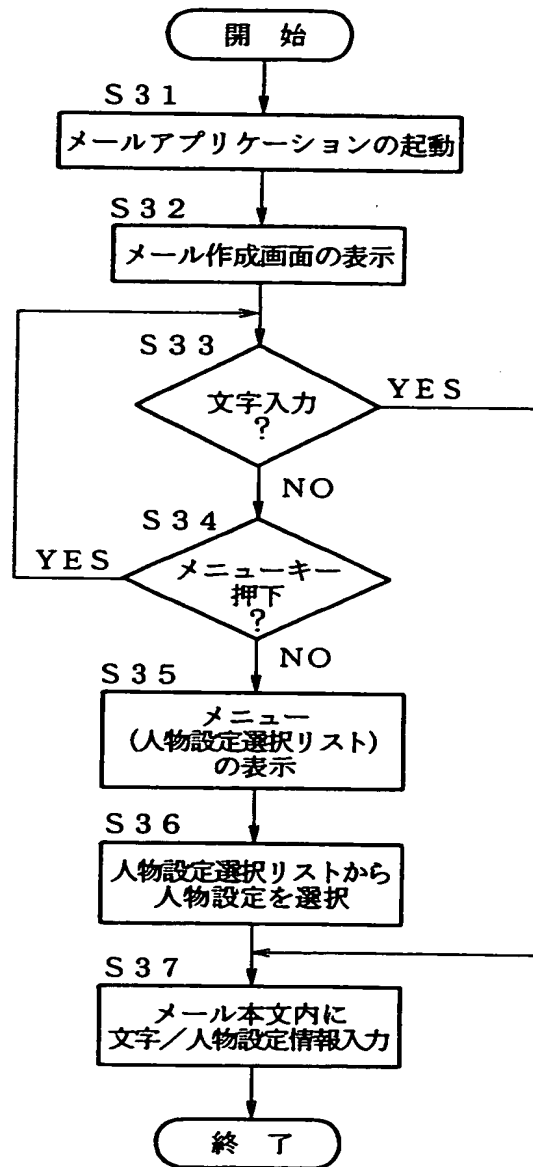 開 始
S31
メールアプリケーションの起動
S32
メール作成画面の表示
S33
文字入力
?
YES
NO
S34
メニューキー
押下
?
YES
NO
S35
メニュー
(人物設定選択リスト)
の表示
S36
人物設定選択リストから
人物設定を選択
S37
メール本文内に
文字/人物設定情報入力
終 了